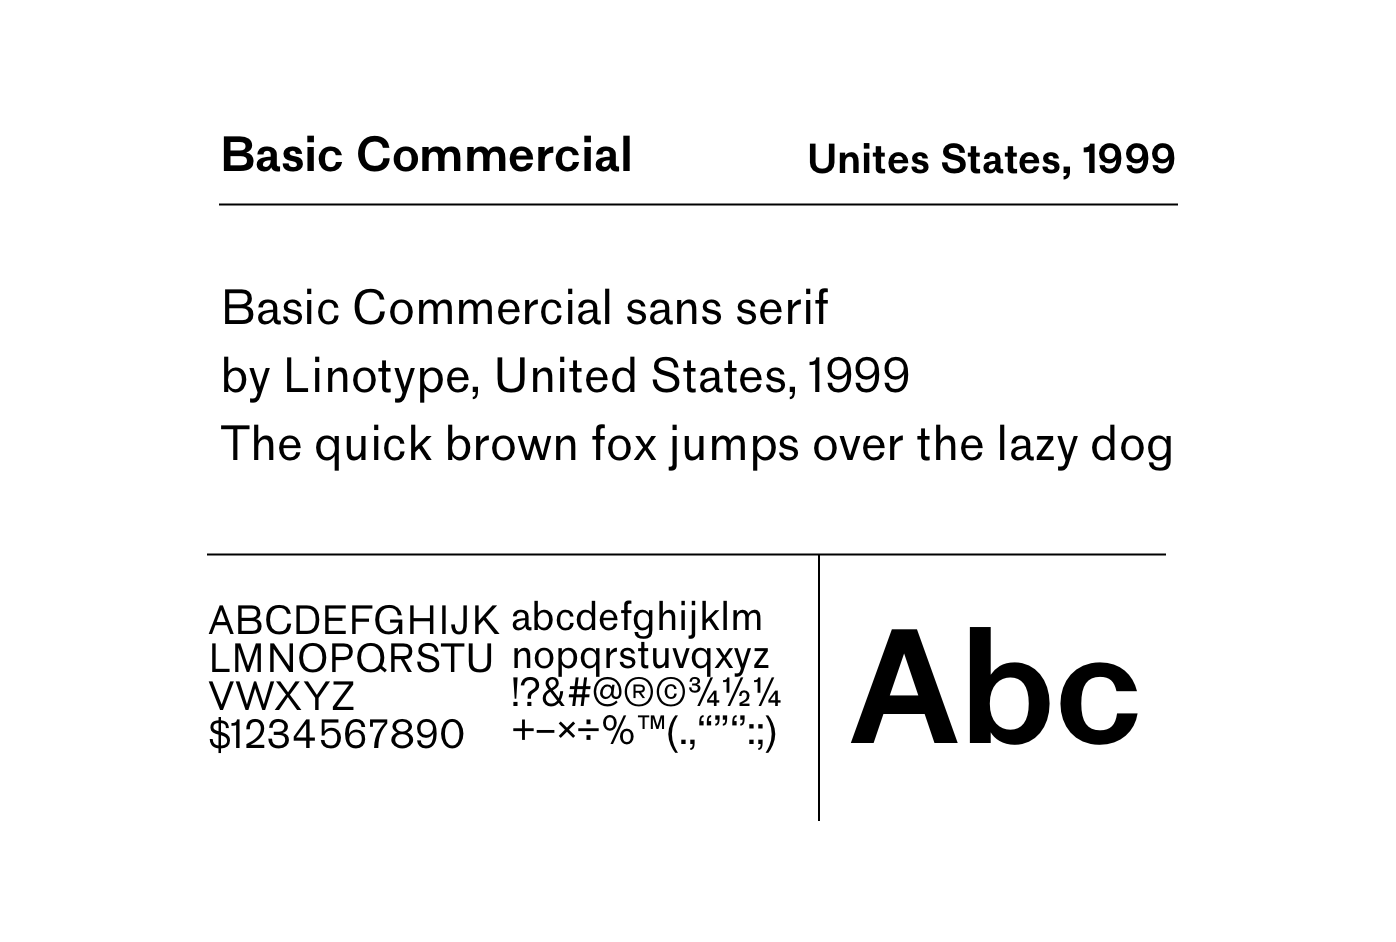 Basic Commercial
Unites States, 1999
Basic Commercial sans serif
by Linotype, United States, 1999
The quick brown fox jumps over the lazy dog
ABCDEFGHIJK
LMNOPQRSTU
VWXYZ
$1234567890
abcdefghijklm
nopqrstuvqxyz
!?&#@®©¾½¼
+–×÷%™(.,“”‘’:;)
Abc